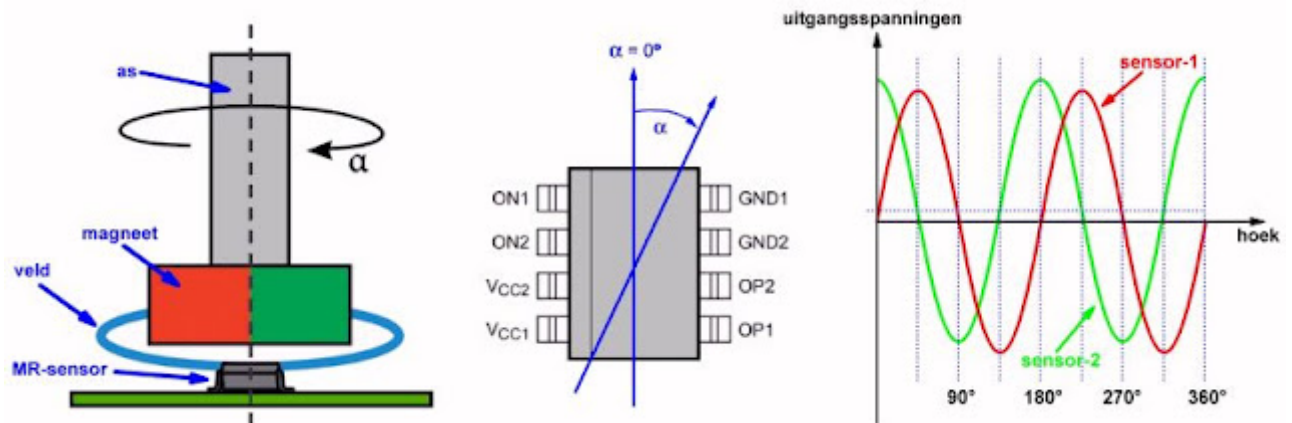 as
α
magneet
veld
MR-sensor
α = 0°
α
ON1
GND1
ON2
GND2
VCC2
OP2
VCC1
OP1
uitgangsspanningen
sensor-1
hoek
sensor-2
90° 180° 270° 360°